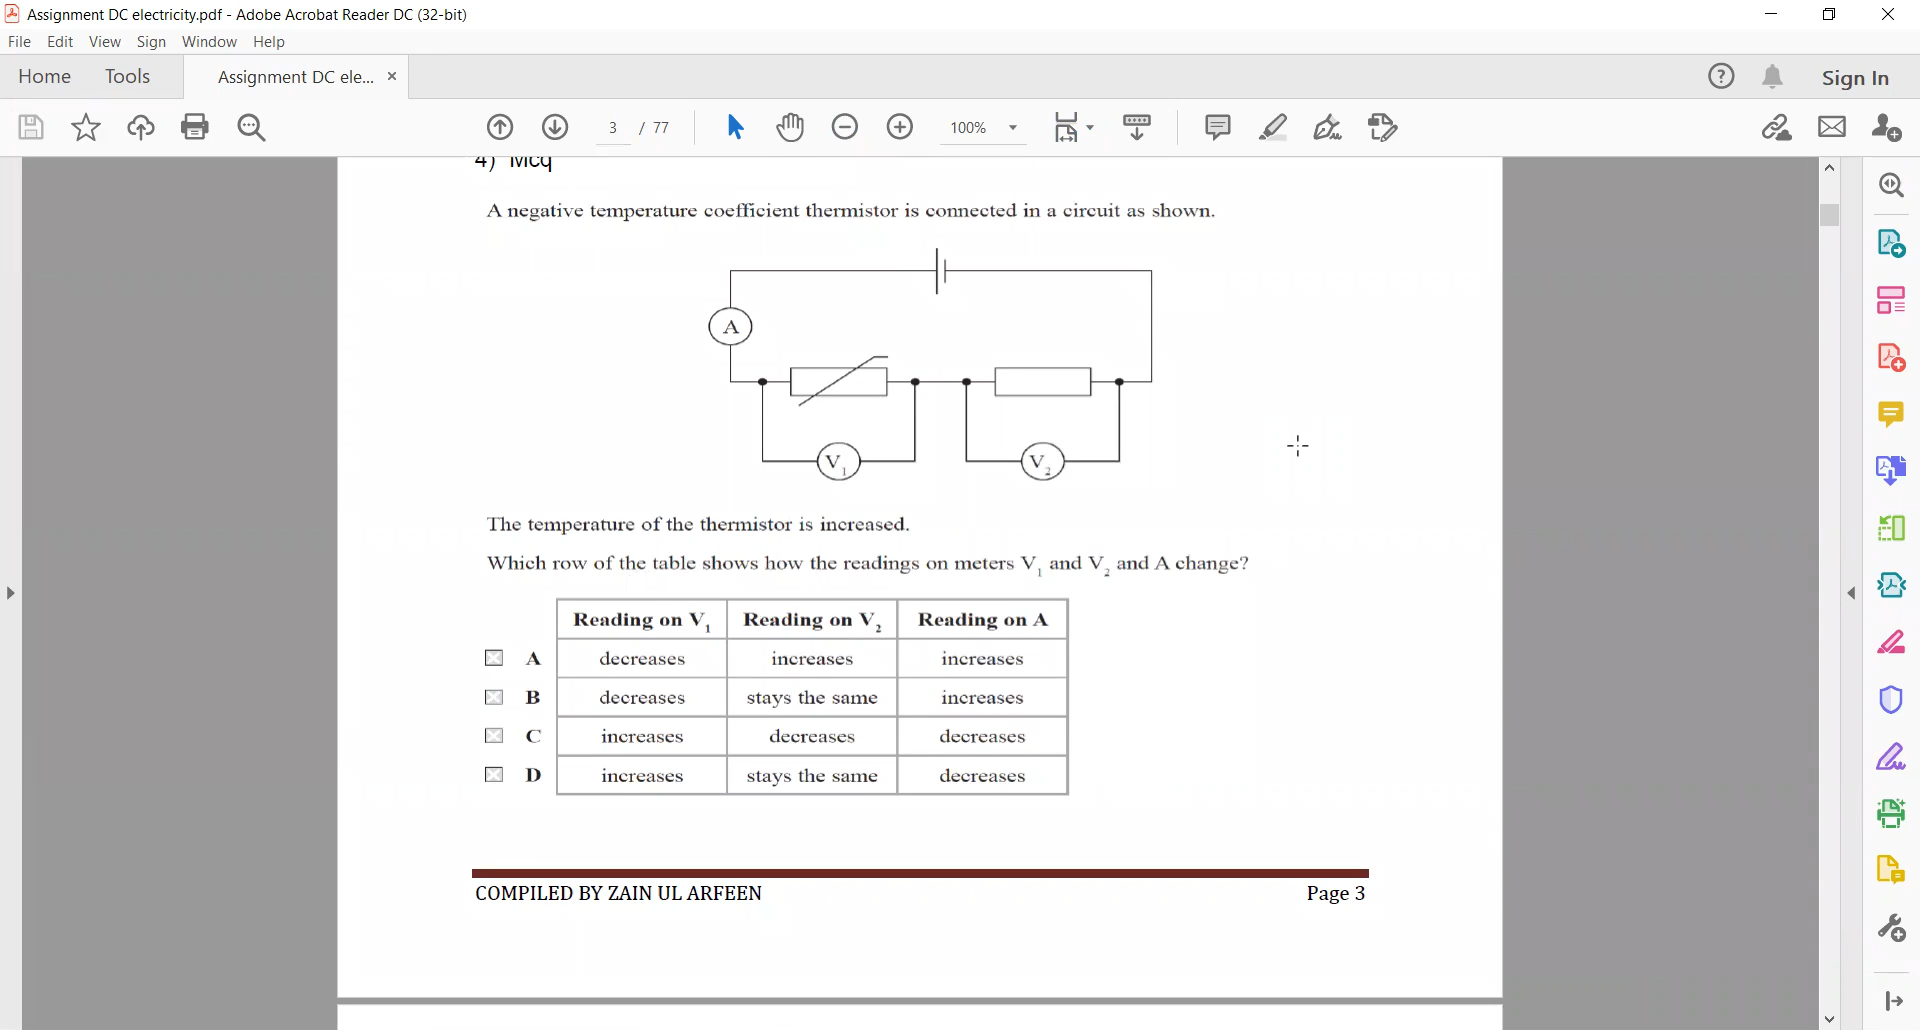 Assignment DC electricity.pdf - Adobe Acrobat Reader DC (32-bit)
File Edit View Sign Window Help
Home Tools Assignment DC ele... × Sign In
3 / 77 100%
4) Mcq
A negative temperature coefficient thermistor is connected in a circuit as shown.
A
V1 V2
The temperature of the thermistor is increased.
Which row of the table shows how the readings on meters V1 and V2 and A change?
Reading on V1 Reading on V2 Reading on A
A decreases increases increases
B decreases stays the same increases
C increases decreases decreases
D increases stays the same decreases
COMPILED BY ZAIN UL ARFEEN Page 3